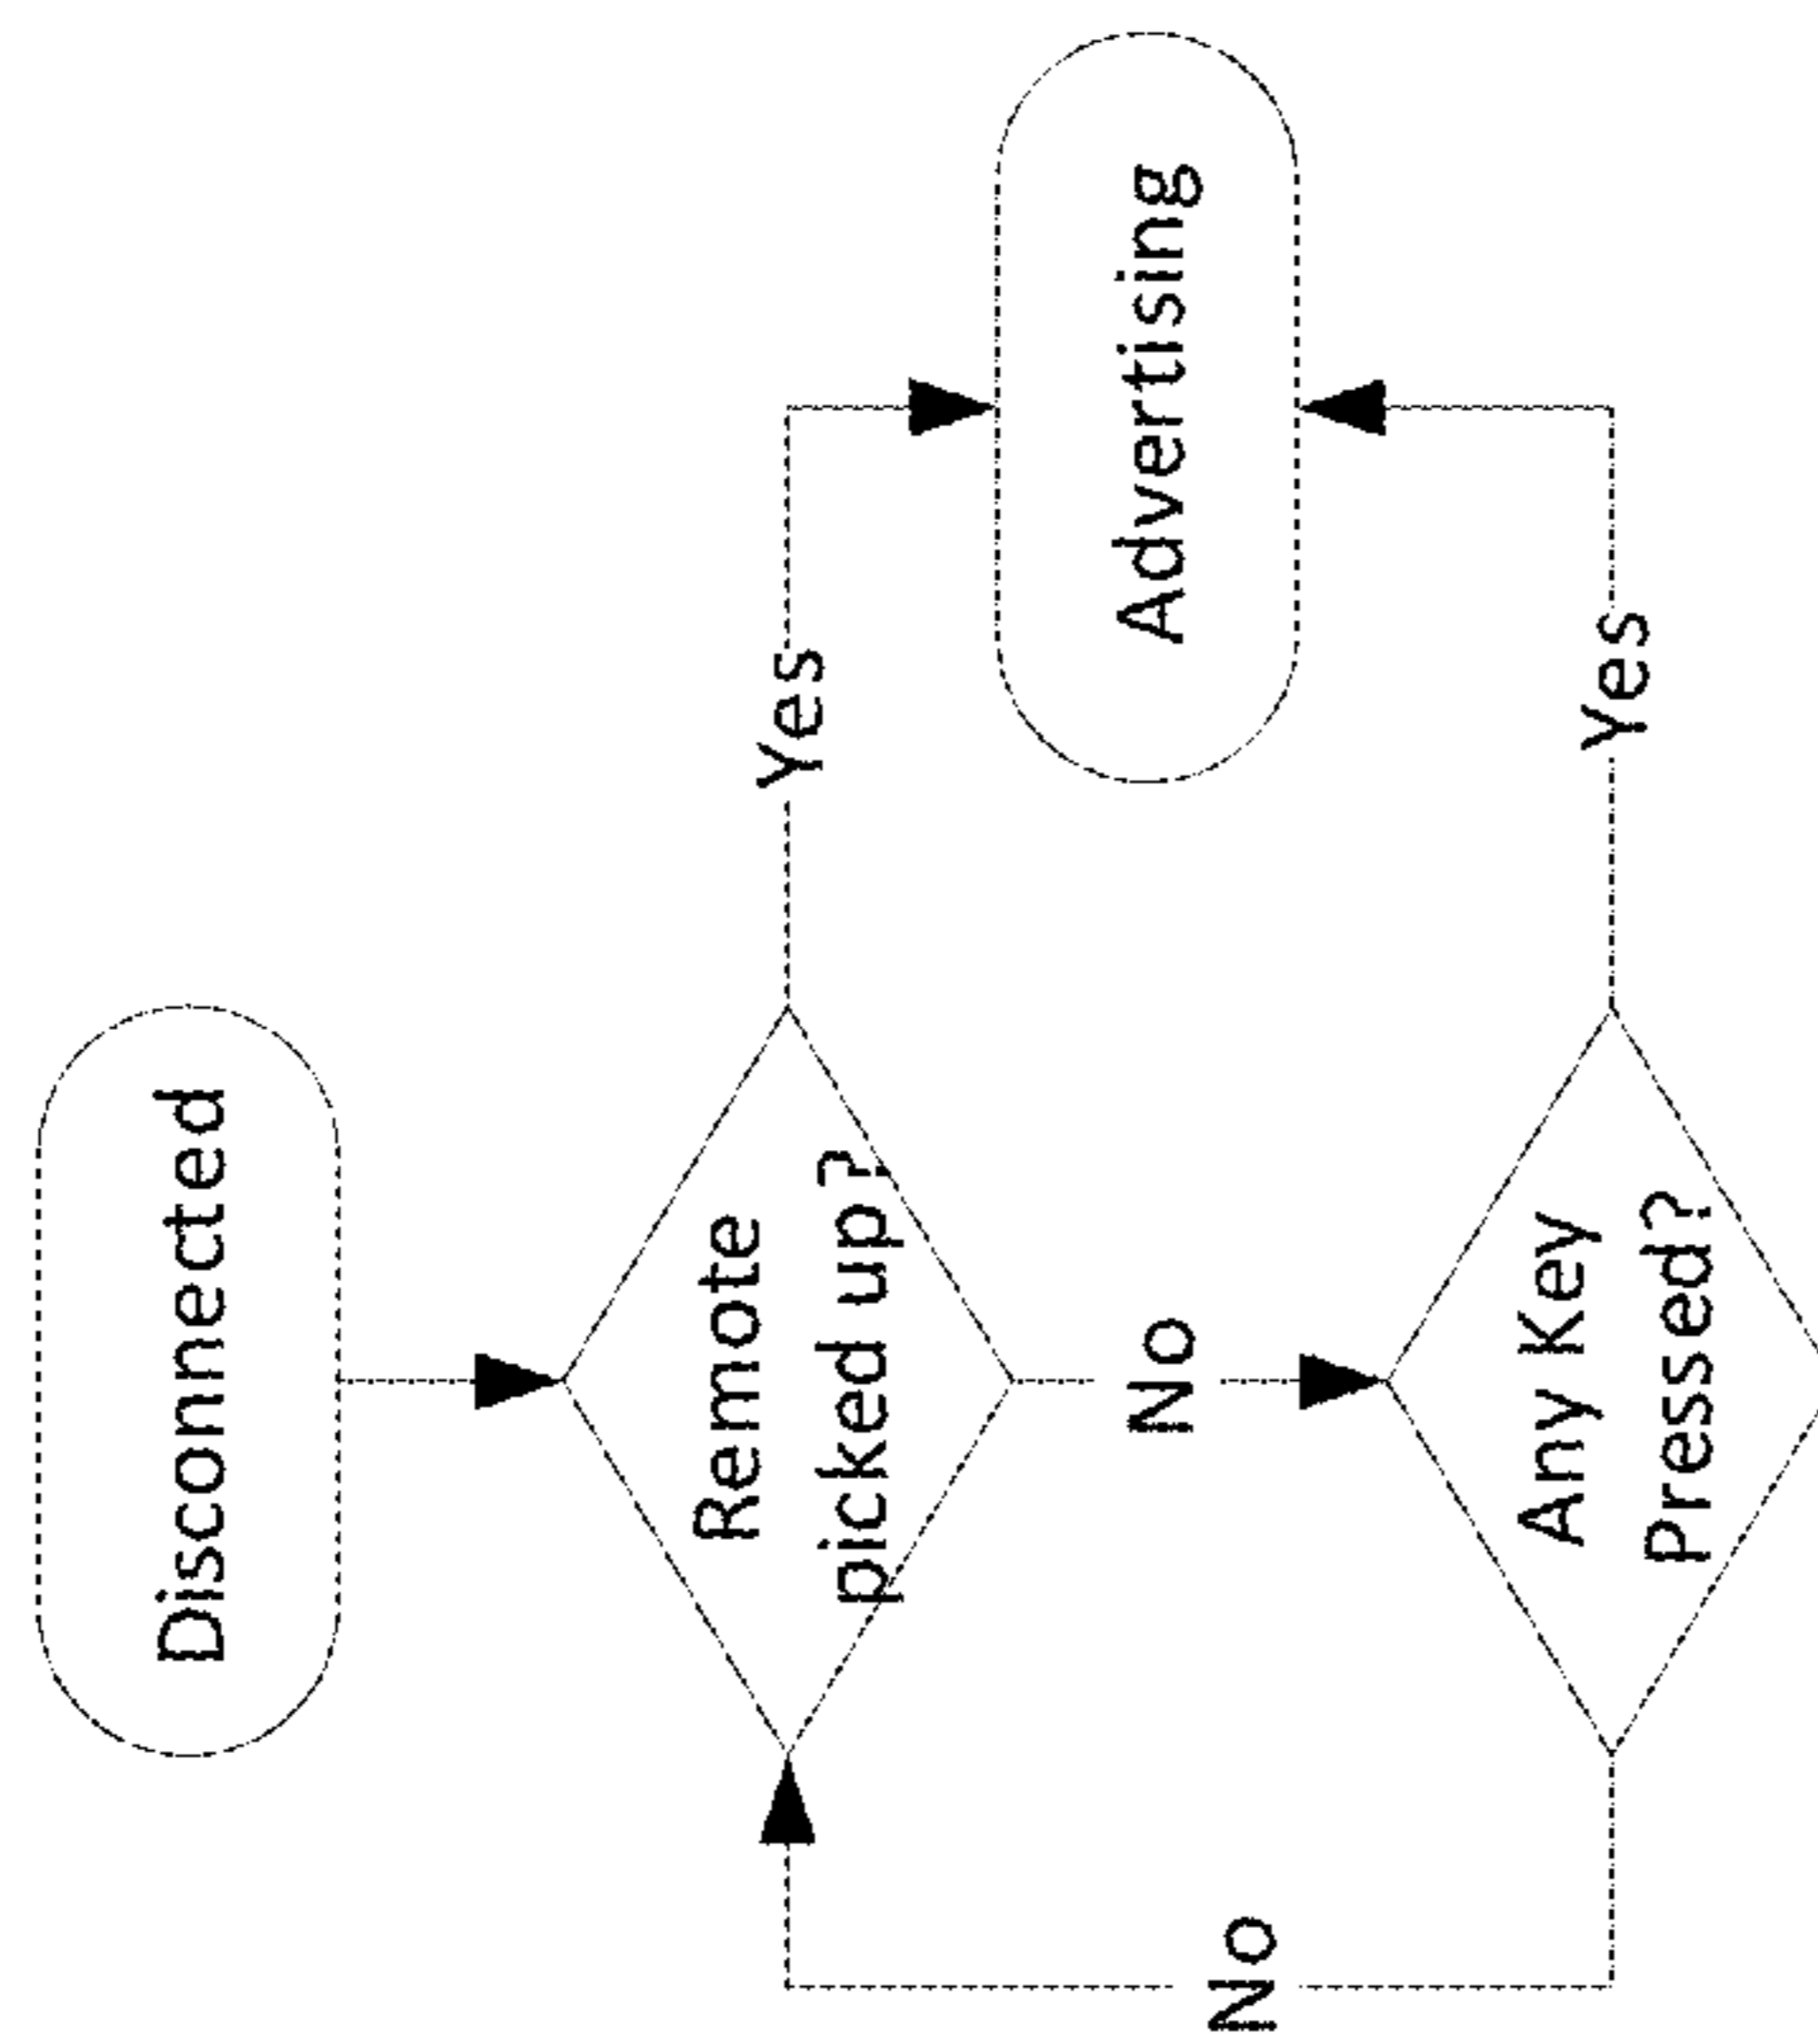 Disconnected
Remote
picked up?
Yes
No
Advertising
Any key
Pressed?
Yes
No